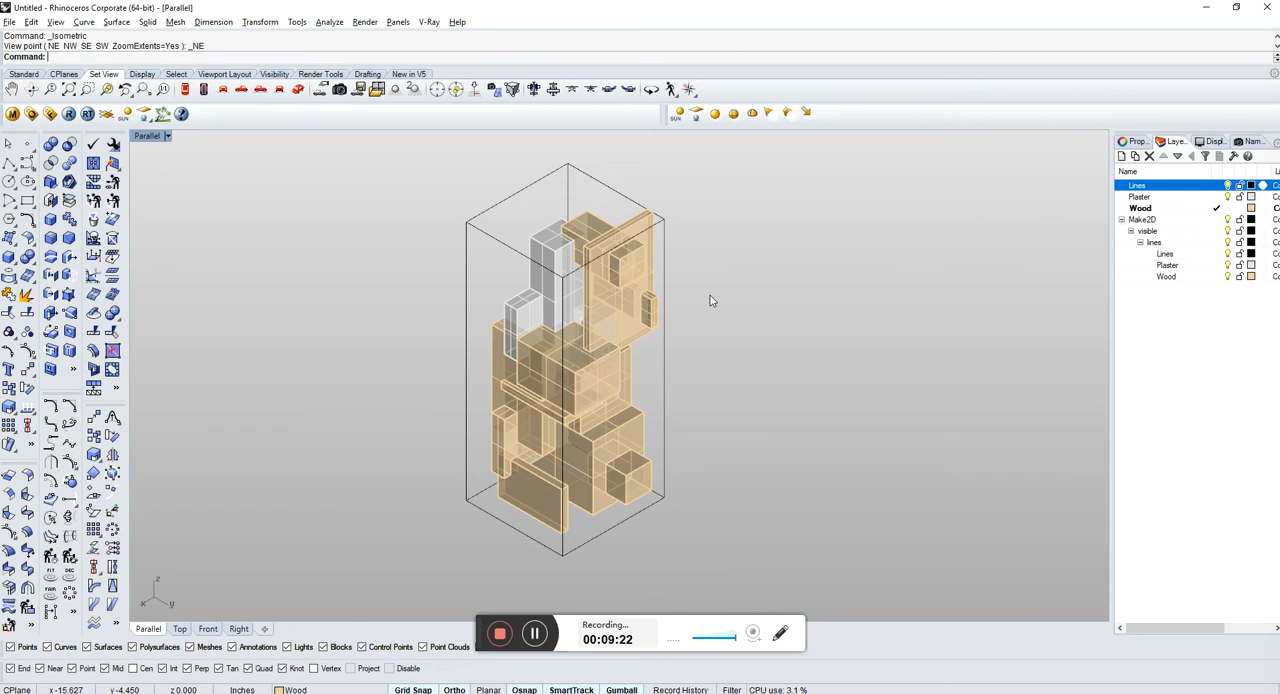 Untitled - Rhinoceros Corporate (64-bit) - [Parallel]
File Edit View Curve Surface Solid Mesh Dimension Transform Tools Analyze Render Panels V-Ray Help
Command: _Isometric
View point ( NE NW SE SW ZoomExtents=Yes ): _NE
Command:
Standard CPlanes Set View Display Select Viewport Layout Visibility Render Tools Drafting New in V5
M R RT SUN SUN
Parallel
Prop... Laye... Displ... Nam...
Name
Lines
Plaster
Wood
Make2D
visible
lines
Lines
Plaster
Wood
FIT DEG
FAIR
z
x y
Recording...
00:09:22
Parallel Top Front Right
Points Curves Surfaces Polysurfaces Meshes Annotations Lights Blocks Control Points Point Clouds
End Near Point Mid Cen Int Perp Tan Quad Knot Vertex Project Disable
CPlane x -15.627 y -4.450 z 0.000 Inches Wood Grid Snap Ortho Planar Osnap SmartTrack Gumball Record History Filter CPU use: 3.1 %